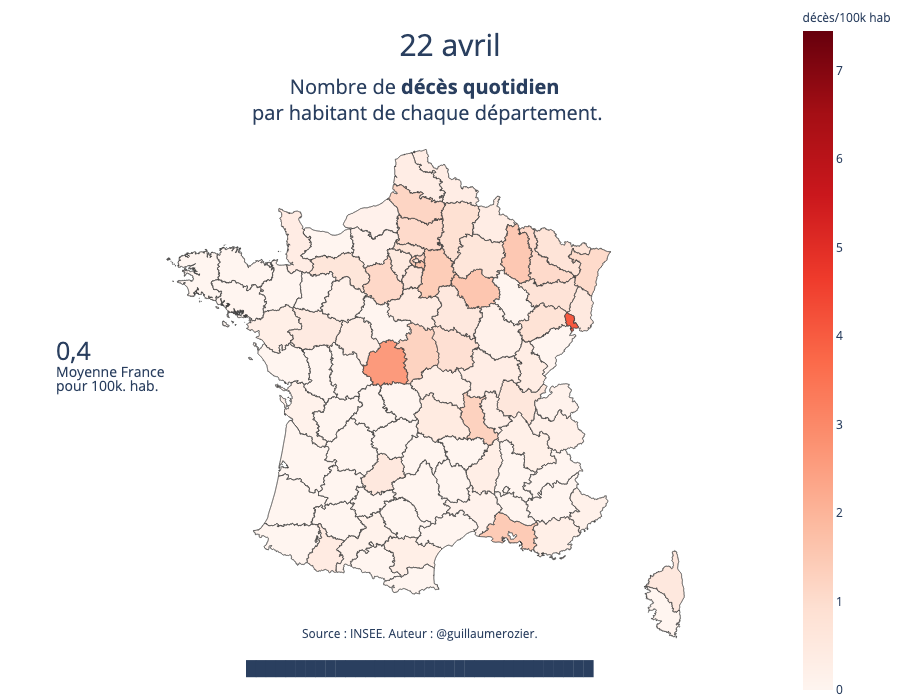 décès/100k hab
22 avril
Nombre de décès quotidien
par habitant de chaque département.
7
6
5
4
3
2
1
0
0,4
Moyenne France
pour 100k. hab.
Source : INSEE. Auteur : @guillaumerozier.